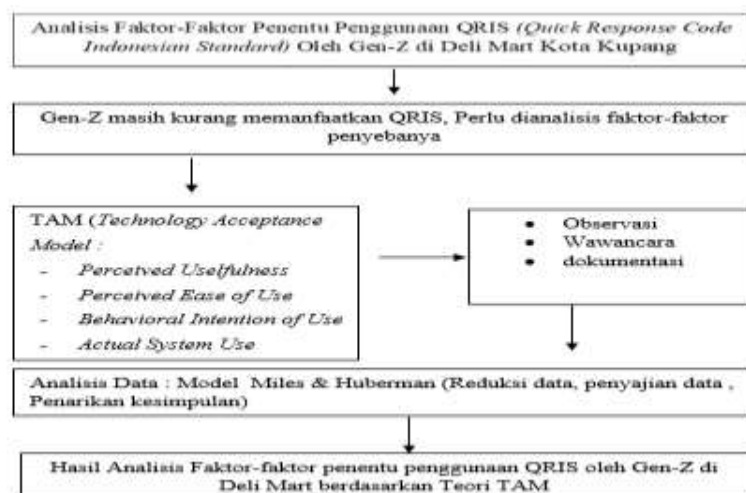 Analisis Faktor-Faktor Penentu Penggunaan QRIS (Quick Response Code
Indonesian Standard) Oleh Gen-Z di Deli Mart Kota Kupang
Gen-Z masih kurang memanfaatkan QRIS, Perlu dianalisis faktor-faktor
penyebanya
TAM (Technology Acceptance
Model :
- Perceived Uselfulness
- Perceived Ease of Use
- Behavioral Intention of Use
- Actual System Use
• Observasi
• Wawancara
• dokumentasi
Analisis Data : Model Miles & Huberman (Reduksi data, penyajian data ,
Penarikan kesimpulan)
Hasil Analisis Faktor-faktor penentu penggunaan QRIS oleh Gen-Z di
Deli Mart berdasarkan Teori TAM